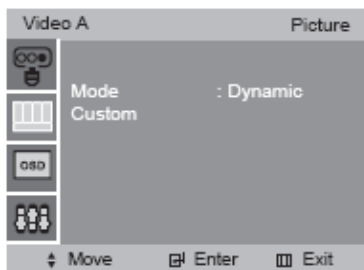 Video A Picture
Mode : Dynamic
Custom
OSD
Move Enter Exit